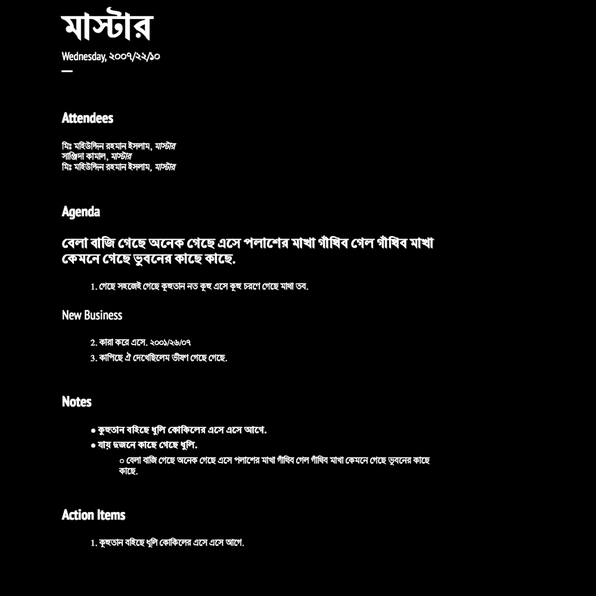 মাস্টার
Wednesday, ২০০৭/২২/১০
Attendees
মিঃ মহিউদ্দিন রহমান ইসলাম, মাস্টার
সাঞ্জিদা কামাল, মাস্টার
মিঃ মহিউদ্দিন রহমান ইসলাম, মাস্টার
Agenda
বেলা বাজি গেছে অনেক গেছে এসে পলাশের মাখা গাঁথিব গেল গাঁথিব মাখা
কেমনে গেছে ভুবনের কাছে কাছে.
1. গেছে সহজেই গেছে কূহুতান নত কূহু এসে কূহু চরণে গেছে মাথা তব.
New Business
2. কারা করে এসে. ২০০১/২৬/০৭
3. কাপিছে ঐ দেখেছিলেম ভীষণ গেছে গেছে.
Notes
● কুহুতান বহিছে ধুলি কোকিলের এসে এসে আগে.
● যায় দুজনে কাছে গেছে ধুলি.
○ বেলা বাজি গেছে অনেক গেছে এসে পলাশের মাখা গাঁথিব গেল গাঁথিব মাখা কেমনে গেছে ভুবনের কাছে
কাছে.
Action Items
1. কুহুতান বহিছে ধুলি কোকিলের এসে এসে আগে.